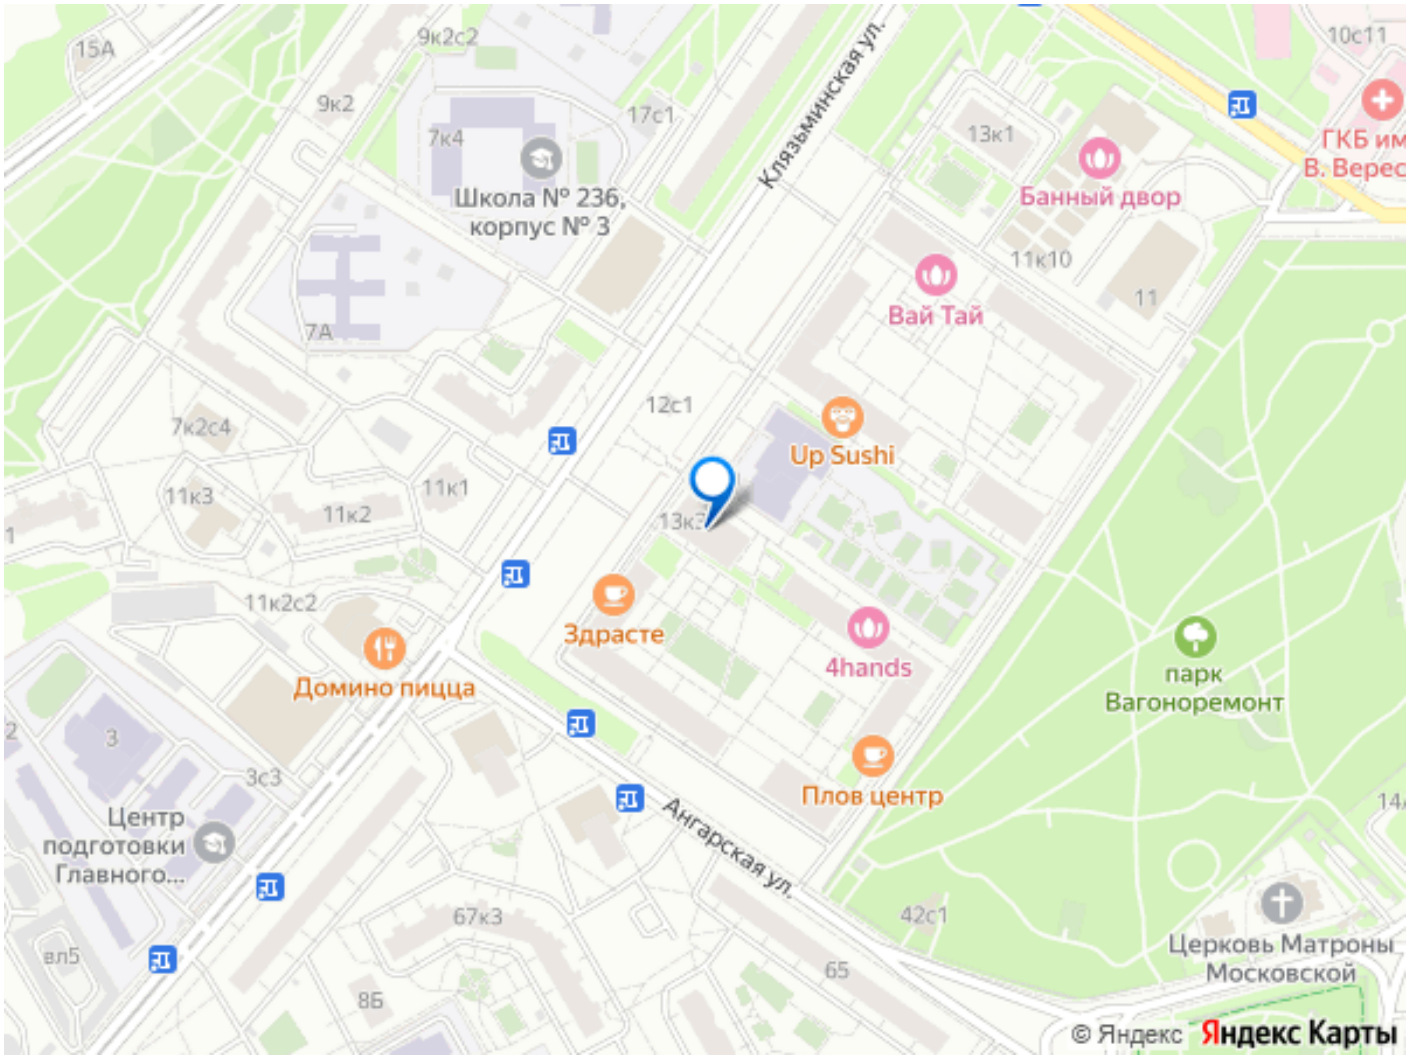 15А
9к2с2
10с11
9к2
7к4
17с1
Клязьминская ул.
13к1
ГКБ им
В. Верес
Школа № 236,
корпус № 3
Банный двор
11к10
11
Вай Тай
7А
12с1
7к2с4
Up Sushi
11к3
11к1
11к2
13к3
1
11к2с2
Здрасте
4hands
Домино пицца
парк
Вагоноремонт
2
3
3с3
Плов центр
14А
Центр
подготовки
Главного...
Ангарская ул.
67к3
42с1
вл5
Церковь Матроны
Московской
65
8Б
© Яндекс Яндекс Карты